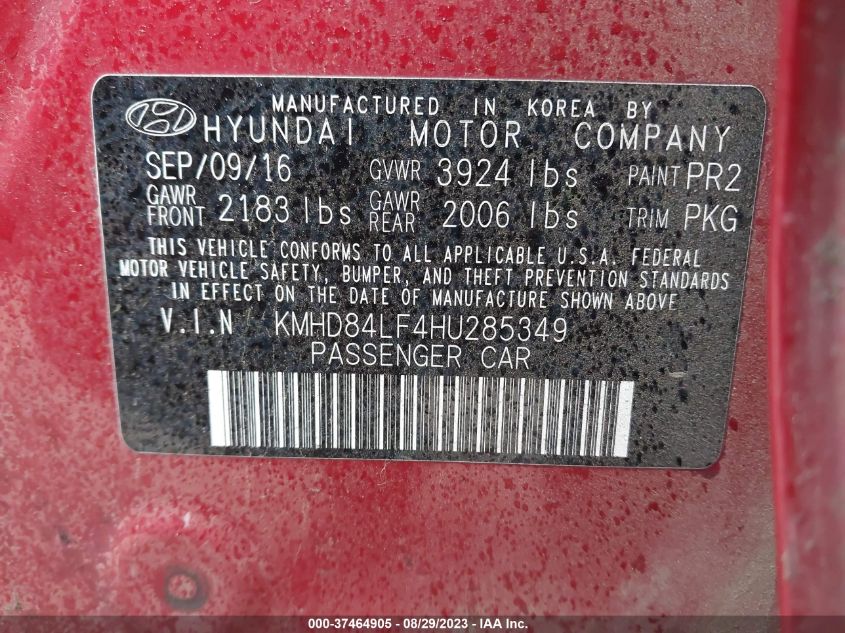 MANUFACTURED IN KOREA BY
HYUNDAI MOTOR COMPANY
SEP/09/16 GVWR 3924 lbs PAINT PR2
GAWR FRONT 2183 lbs GAWR REAR 2006 lbs TRIM PKG
THIS VEHICLE CONFORMS TO ALL APPLICABLE U.S.A. FEDERAL
MOTOR VEHICLE SAFETY, BUMPER, AND THEFT PREVENTION STANDARDS
IN EFFECT ON THE DATE OF MANUFACTURE SHOWN ABOVE
V.I.N KMHD84LF4HU285349
PASSENGER CAR
000-37464905 - 08/29/2023 - IAA Inc.